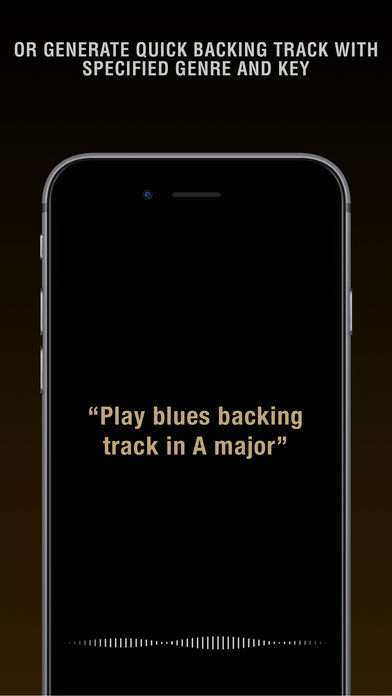 OR GENERATE QUICK BACKING TRACK WITH
SPECIFIED GENRE AND KEY
“Play blues backing
track in A major”